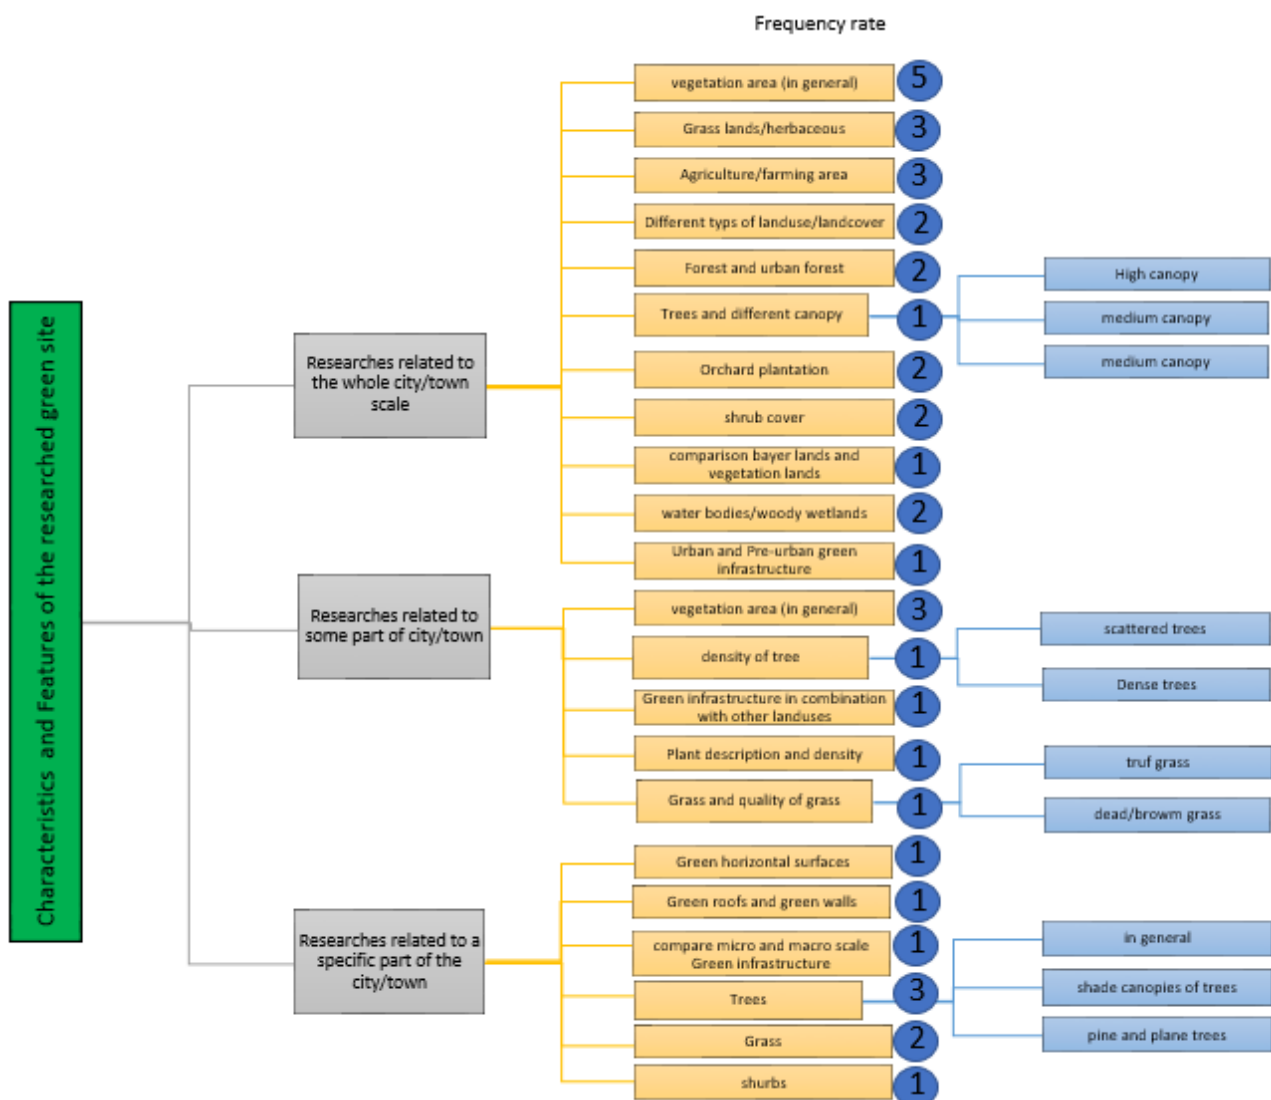 Frequency rate
Characteristics and Features of the researched green site
Researches related to
the whole city/town
scale
vegetation area (in general)
5
Grass lands/herbaceous
3
Agriculture/farming area
3
Different typs of landuse/landcover
2
Forest and urban forest
2
Trees and different canopy
1
High canopy
medium canopy
medium canopy
Orchard plantation
2
shrub cover
2
comparison bayer lands and
vegetation lands
1
water bodies/woody wetlands
2
Urban and Pre-urban green
infrastructure
1
Researches related to
some part of city/town
vegetation area (in general)
3
density of tree
1
scattered trees
Dense trees
Green infrastructure in combination
with other landuses
1
Plant description and density
1
Grass and quality of grass
1
truf grass
dead/browm grass
Researches related to a
specific part of the
city/town
Green horizontal surfaces
1
Green roofs and green walls
1
compare micro and macro scale
Green infrastructure
1
Trees
3
in general
shade canopies of trees
pine and plane trees
Grass
2
shurbs
1